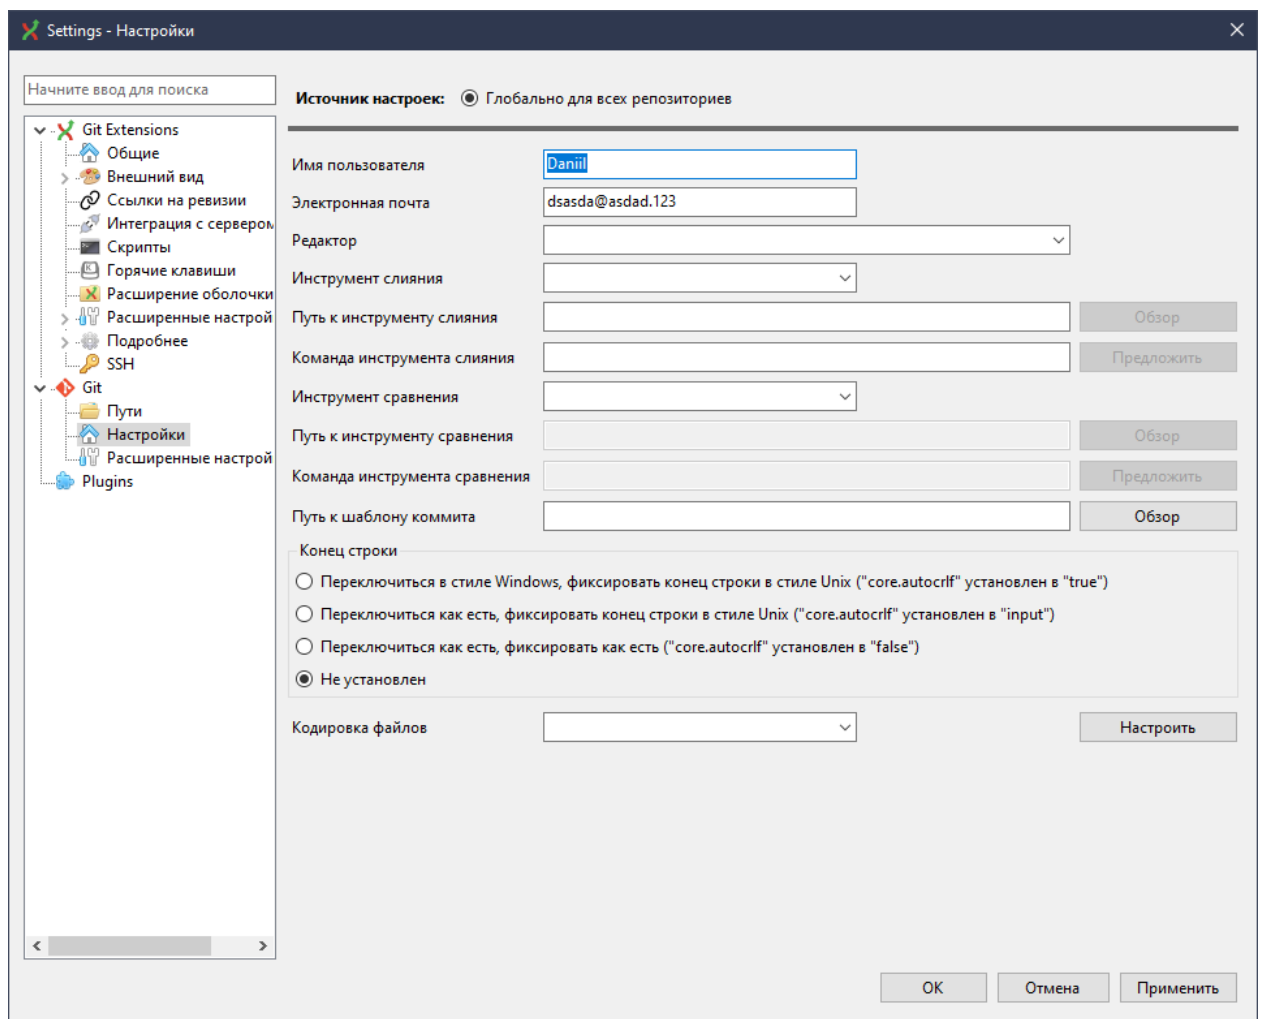 Settings - Настройки
Начните ввод для поиска
Git Extensions
Общие
Внешний вид
Ссылки на ревизии
Интеграция с сервером
Скрипты
Горячие клавиши
Расширение оболочки
Расширенные настрой
Подробнее
SSH
Git
Пути
Настройки
Расширенные настрой
Plugins
Источник настроек: Глобально для всех репозиториев
Имя пользователя Daniil
Электронная почта dsasda@asdad.123
Редактор
Инструмент слияния
Путь к инструменту слияния Обзор
Команда инструмента слияния Предложить
Инструмент сравнения
Путь к инструменту сравнения Обзор
Команда инструмента сравнения Предложить
Путь к шаблону коммита Обзор
Конец строки
Переключиться в стиле Windows, фиксировать конец строки в стиле Unix ("core.autocrlf" установлен в "true")
Переключиться как есть, фиксировать конец строки в стиле Unix ("core.autocrlf" установлен в "input")
Переключиться как есть, фиксировать как есть ("core.autocrlf" установлен в "false")
Не установлен
Кодировка файлов Настроить
OK Отмена Применить